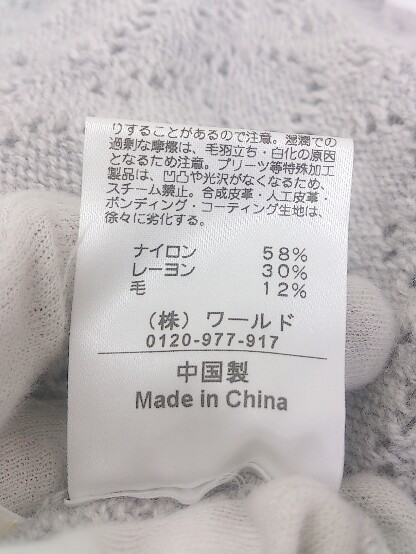 りすることがあるので注意。湿潤での
過剰な摩擦は、毛羽立ち・白化の原因
となるため注意。プリーツ等特殊加工
製品は、凹凸や光沢がなくなるため、
スチーム禁止。合成皮革・人工皮革・
ボンディング・コーティング生地は、
徐々に劣化する。
ナイロン 58%
レーヨン 30%
毛 12%
(株) ワールド
0120-977-917
中国製
Made in China